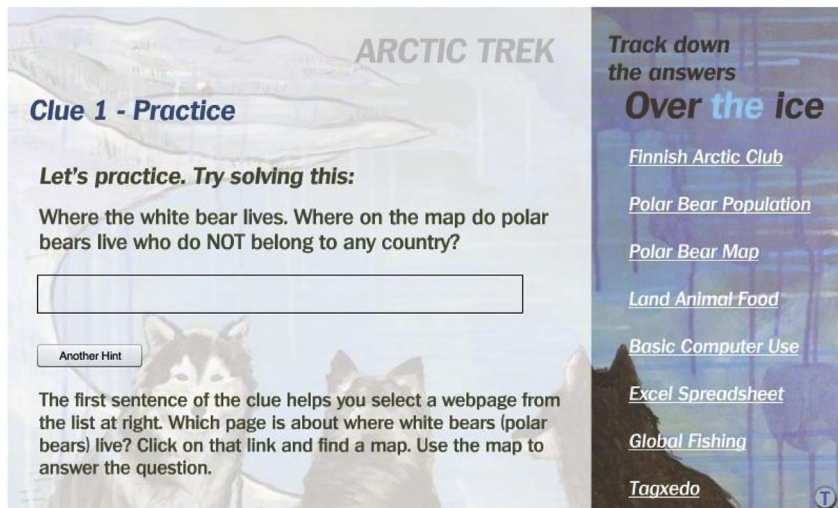 ARCTIC TREK
Clue 1 - Practice
Let's practice. Try solving this:
Where the white bear lives. Where on the map do polar
bears live who do NOT belong to any country?
Another Hint
The first sentence of the clue helps you select a webpage from
the list at right. Which page is about where white bears (polar
bears) live? Click on that link and find a map. Use the map to
answer the question.
Track down
the answers
Over the ice
Finnish Arctic Club
Polar Bear Population
Polar Bear Map
Land Animal Food
Basic Computer Use
Excel Spreadsheet
Global Fishing
Tagxedo
T